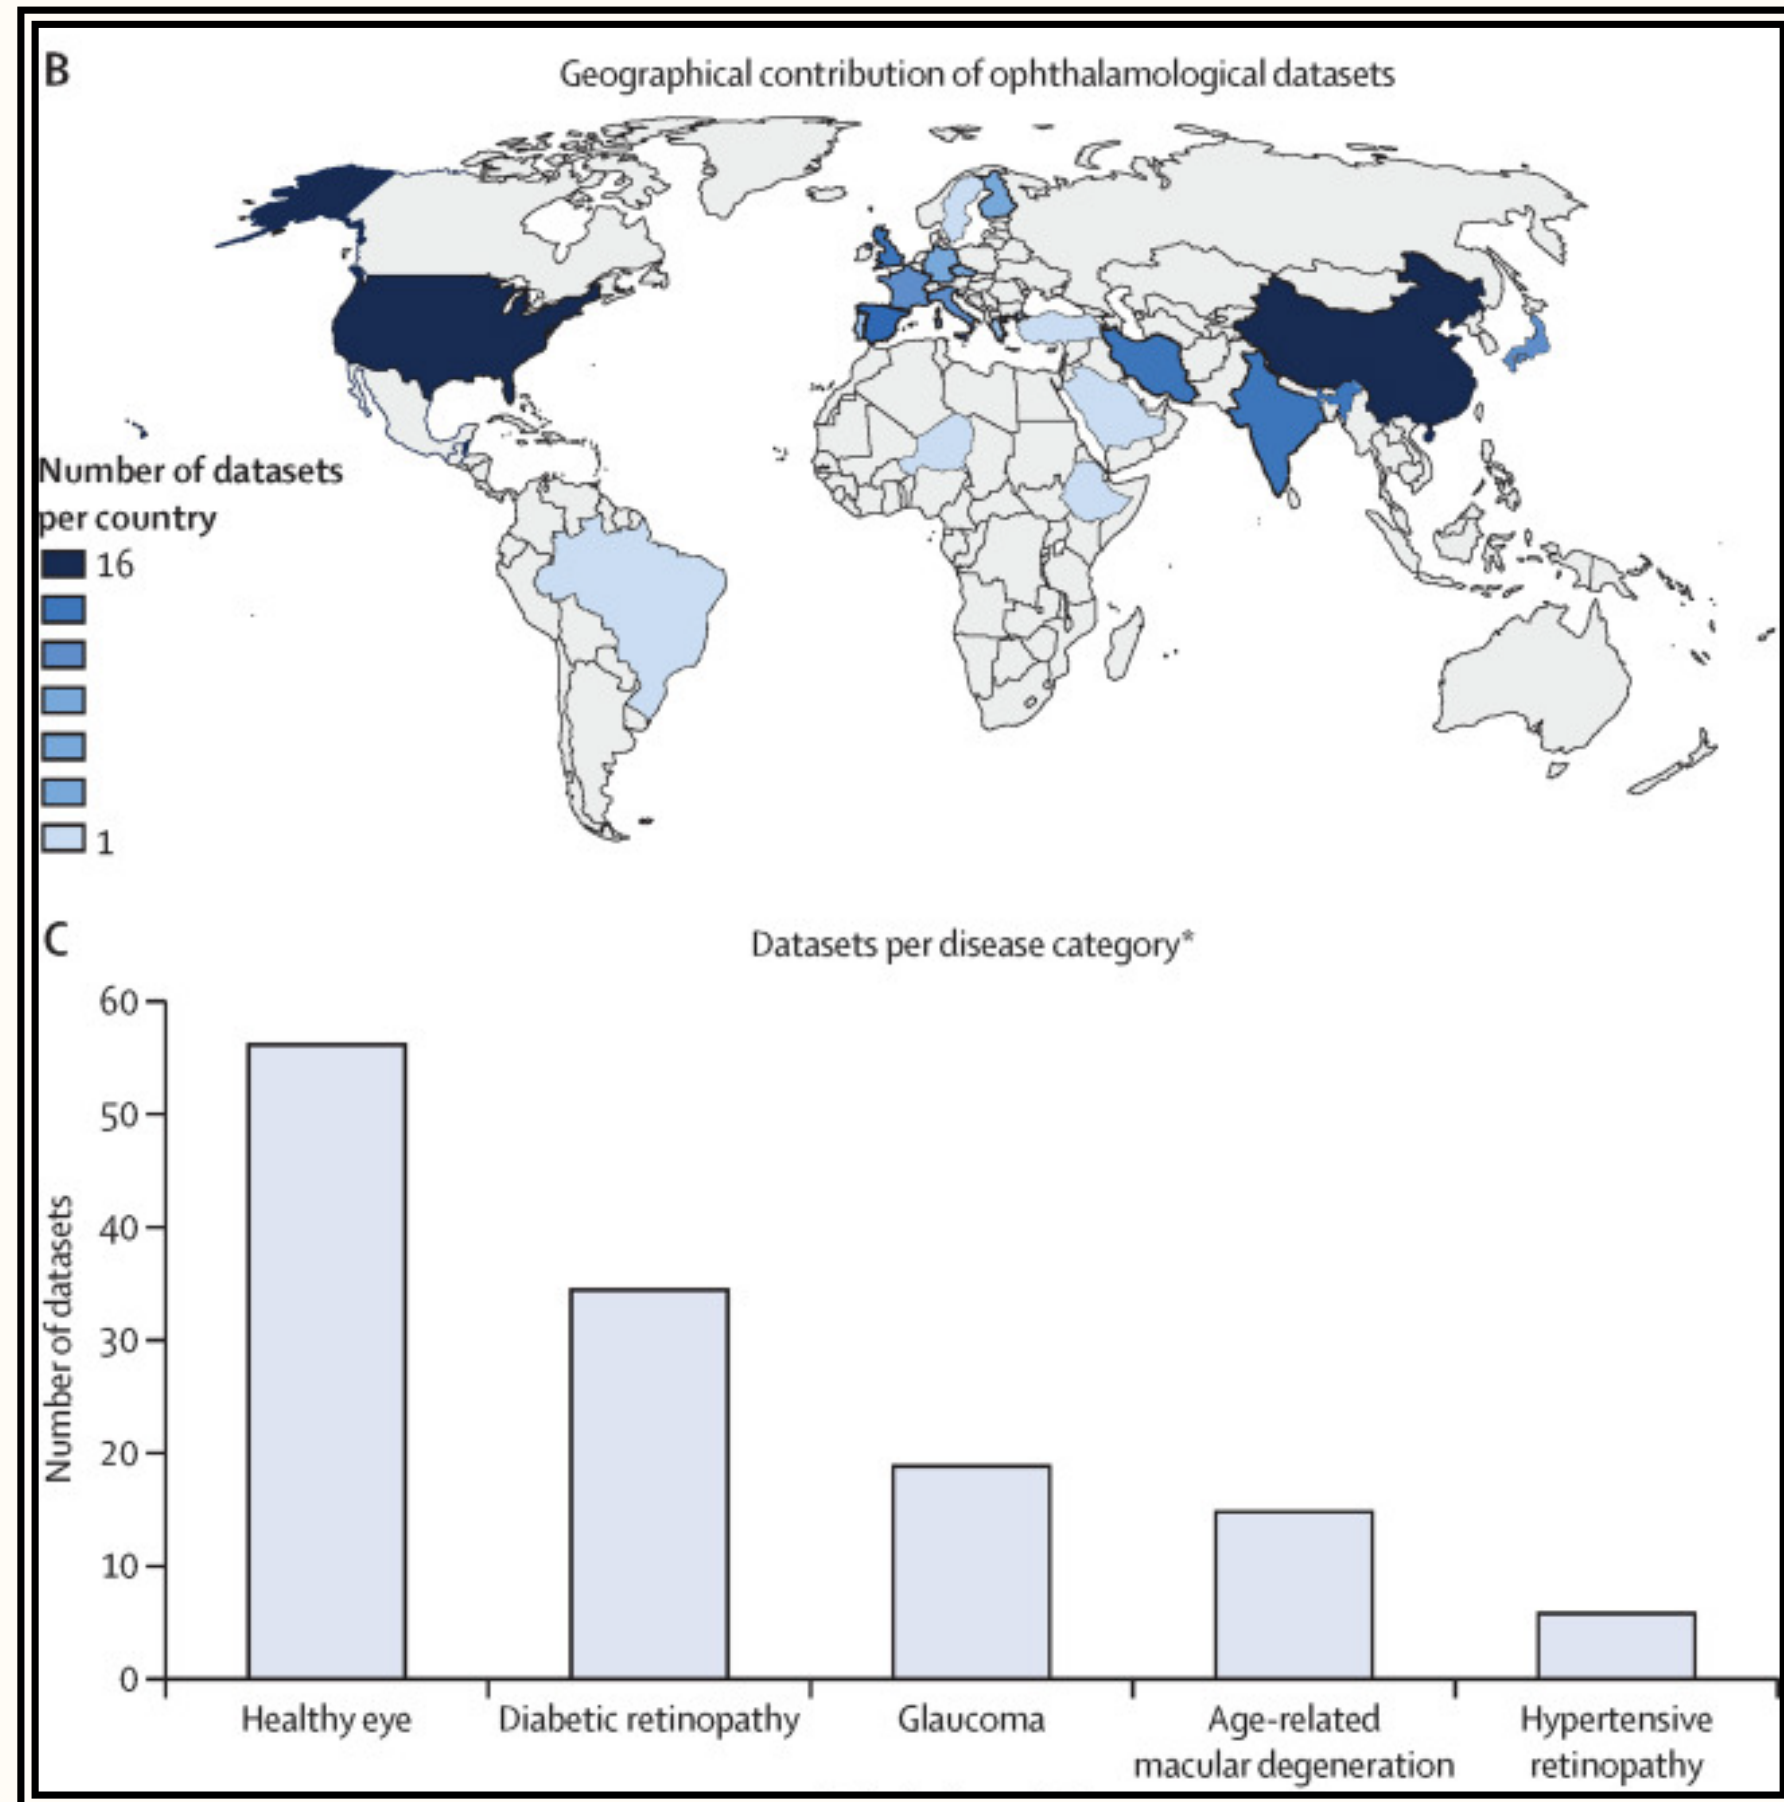 B
Geographical contribution of ophthalamological datasets
Number of datasets
per country
16
1
C
Datasets per disease category*
60
50
40
30
20
10
0
Number of datasets
Healthy eye
Diabetic retinopathy
Glaucoma
Age-related
macular degeneration
Hypertensive
retinopathy